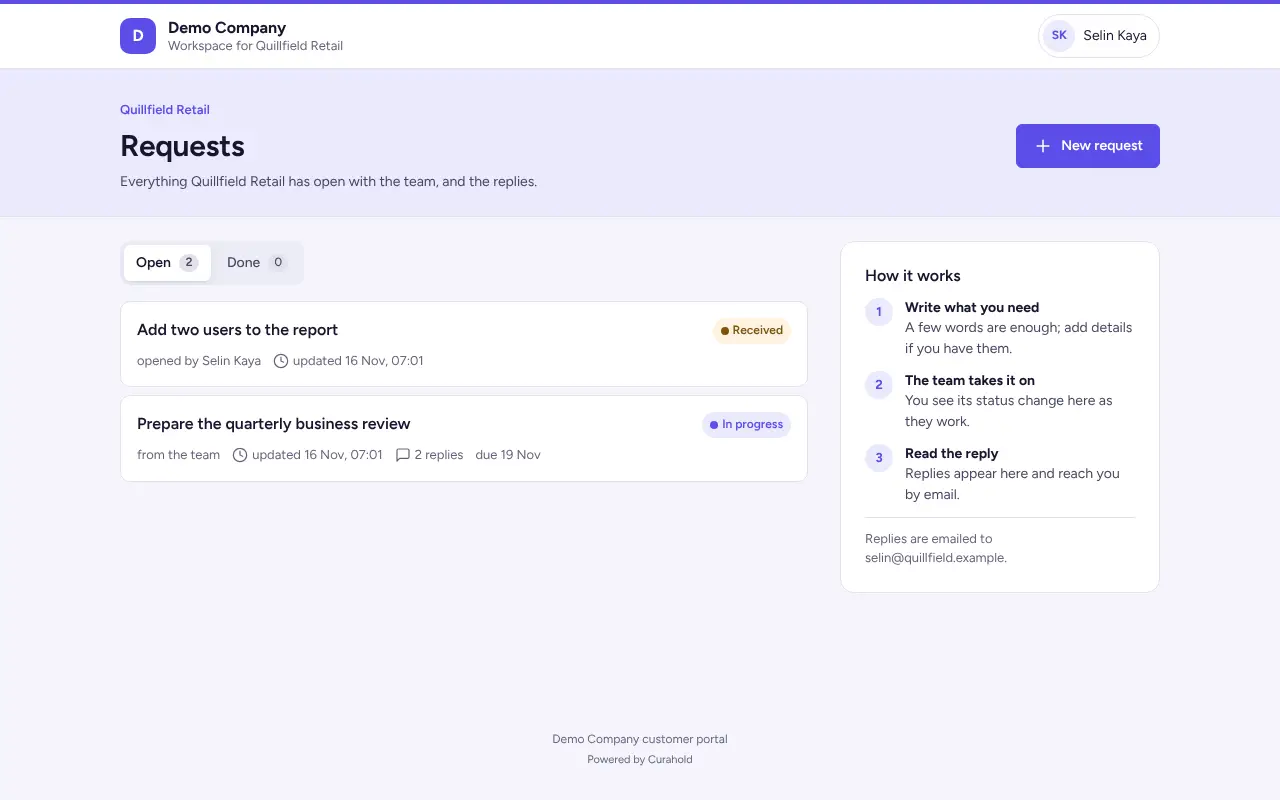 D
Demo Company
Workspace for Quillfield Retail
SK
Selin Kaya
Quillfield Retail
Requests
Everything Quillfield Retail has open with the team, and the replies.
New request
Open 2
Done 0
Add two users to the report
Received
opened by Selin Kaya updated 16 Nov, 07:01
Prepare the quarterly business review
In progress
from the team updated 16 Nov, 07:01 2 replies due 19 Nov
How it works
1
Write what you need
A few words are enough; add details
if you have them.
2
The team takes it on
You see its status change here as
they work.
3
Read the reply
Replies appear here and reach you
by email.
Replies are emailed to
selin@quillfield.example.
Demo Company customer portal
Powered by Curahold